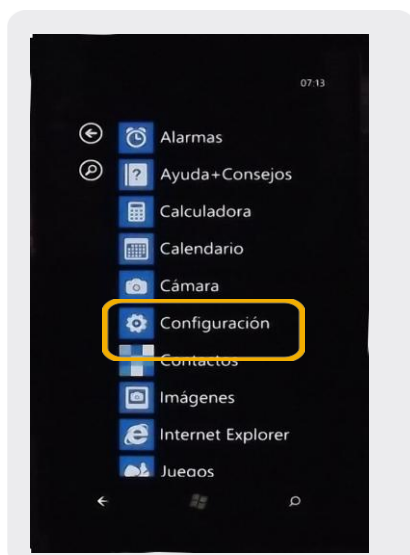 07:13
Alarmas
?
Ayuda+Consejos
Calculadora
Calendario
Cámara
Configuración
Contactos
Imágenes
Internet Explorer
Juegos